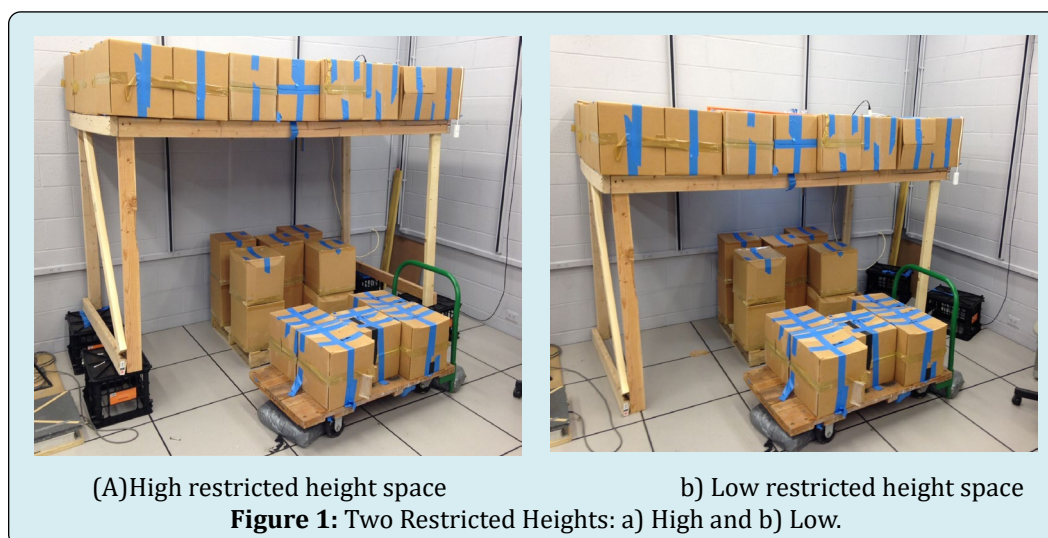 (A)High restricted height space
b) Low restricted height space
Figure 1: Two Restricted Heights: a) High and b) Low.